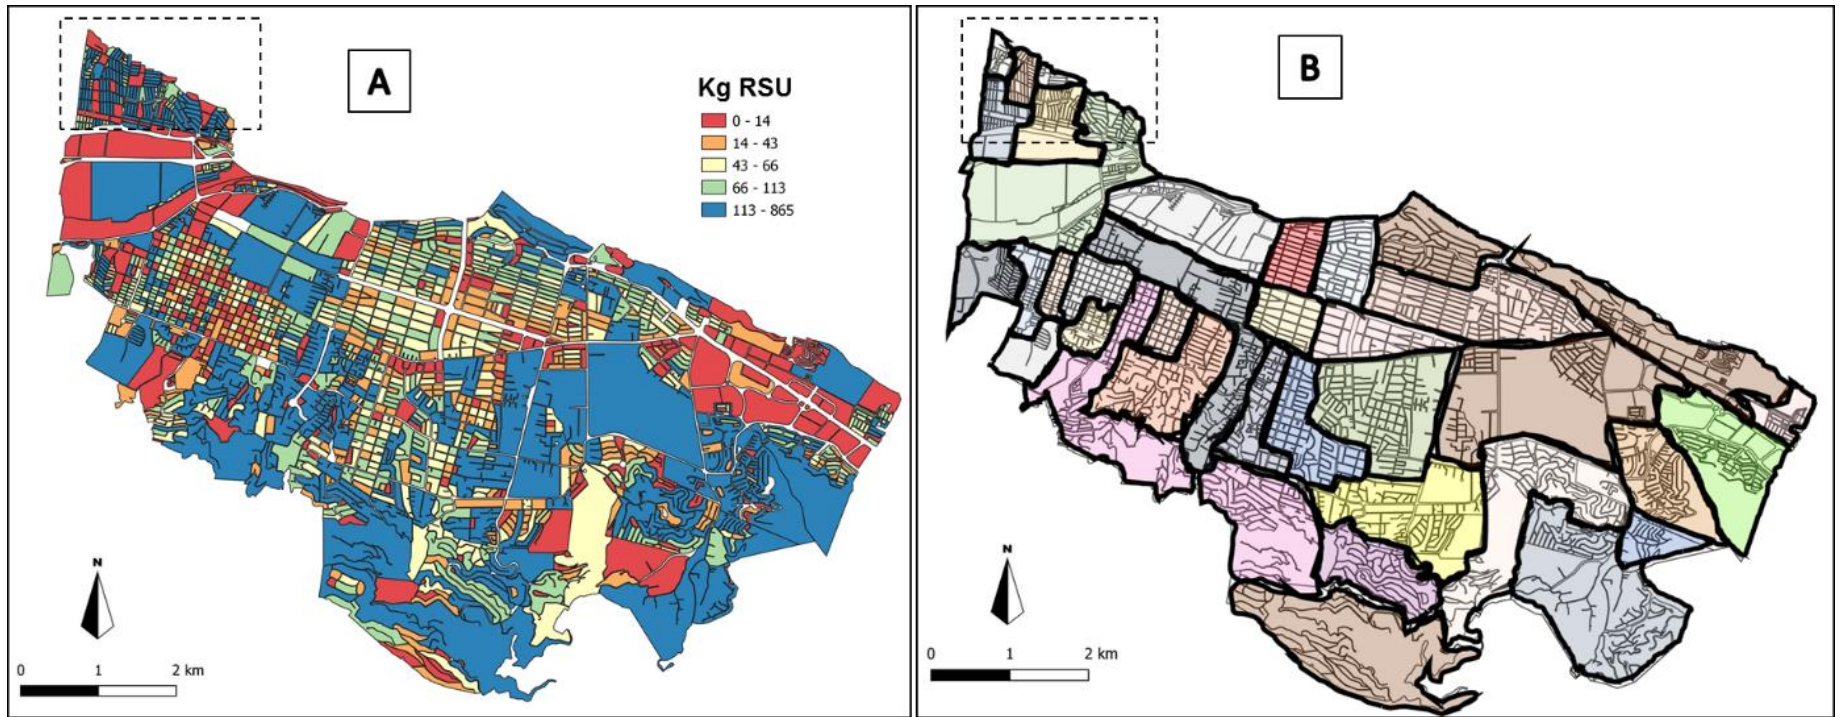 A
Kg RSU
0 - 14
14 - 43
43 - 66
66 - 113
113 - 865
N
0 1 2 km
B
N
0 1 2 km